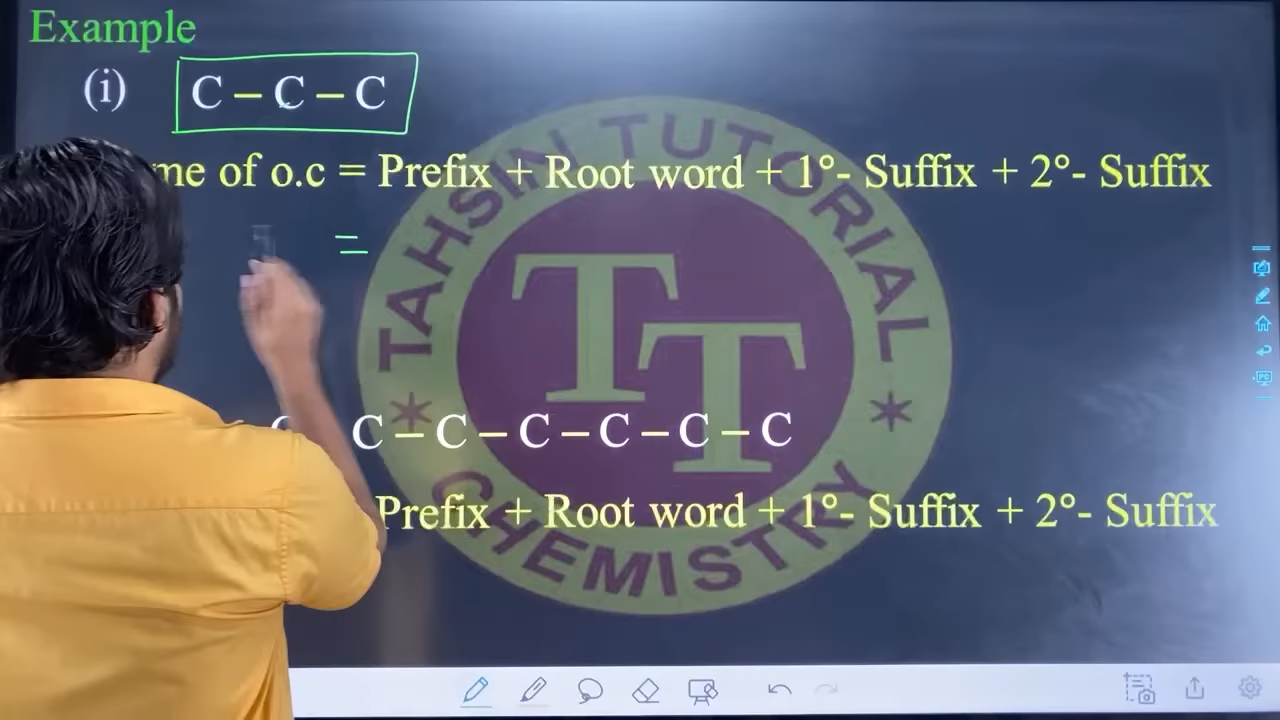 Example
(i) C – C – C
me of o.c = Prefix + Root word + 1°- Suffix + 2°- Suffix
=
C – C – C – C – C – C
Prefix + Root word + 1°- Suffix + 2°- Suffix
TAHSIN TUTORIAL
TT
CHEMISTRY